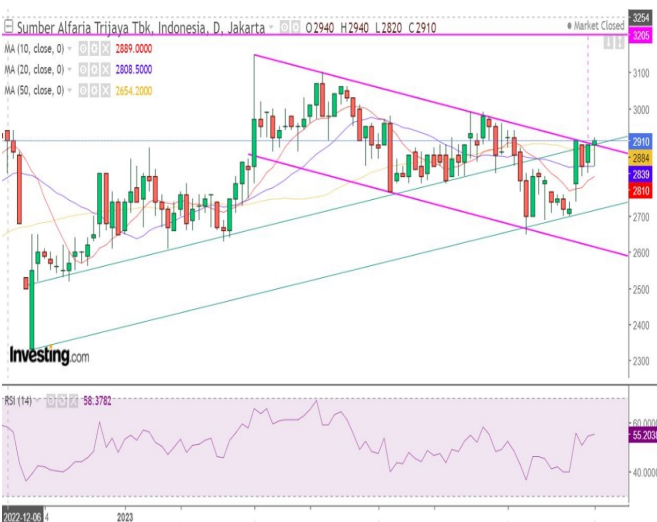 Sumber Alfaria Trijaya Tbk, Indonesia, D, Jakarta O2940 H2940 L2820 C2910
Market Closed
MA (10, close, 0) 2889.0000
MA (20, close, 0) 2808.5000
MA (50, close, 0) 2654.2000
3254
3205
3100
3000
2910
2884
2839
2810
2700
2600
2500
2400
2300
Investing.com
RSI (14) 58.3782
60.0000
55.2030
40.0000
2022-12-06
2023